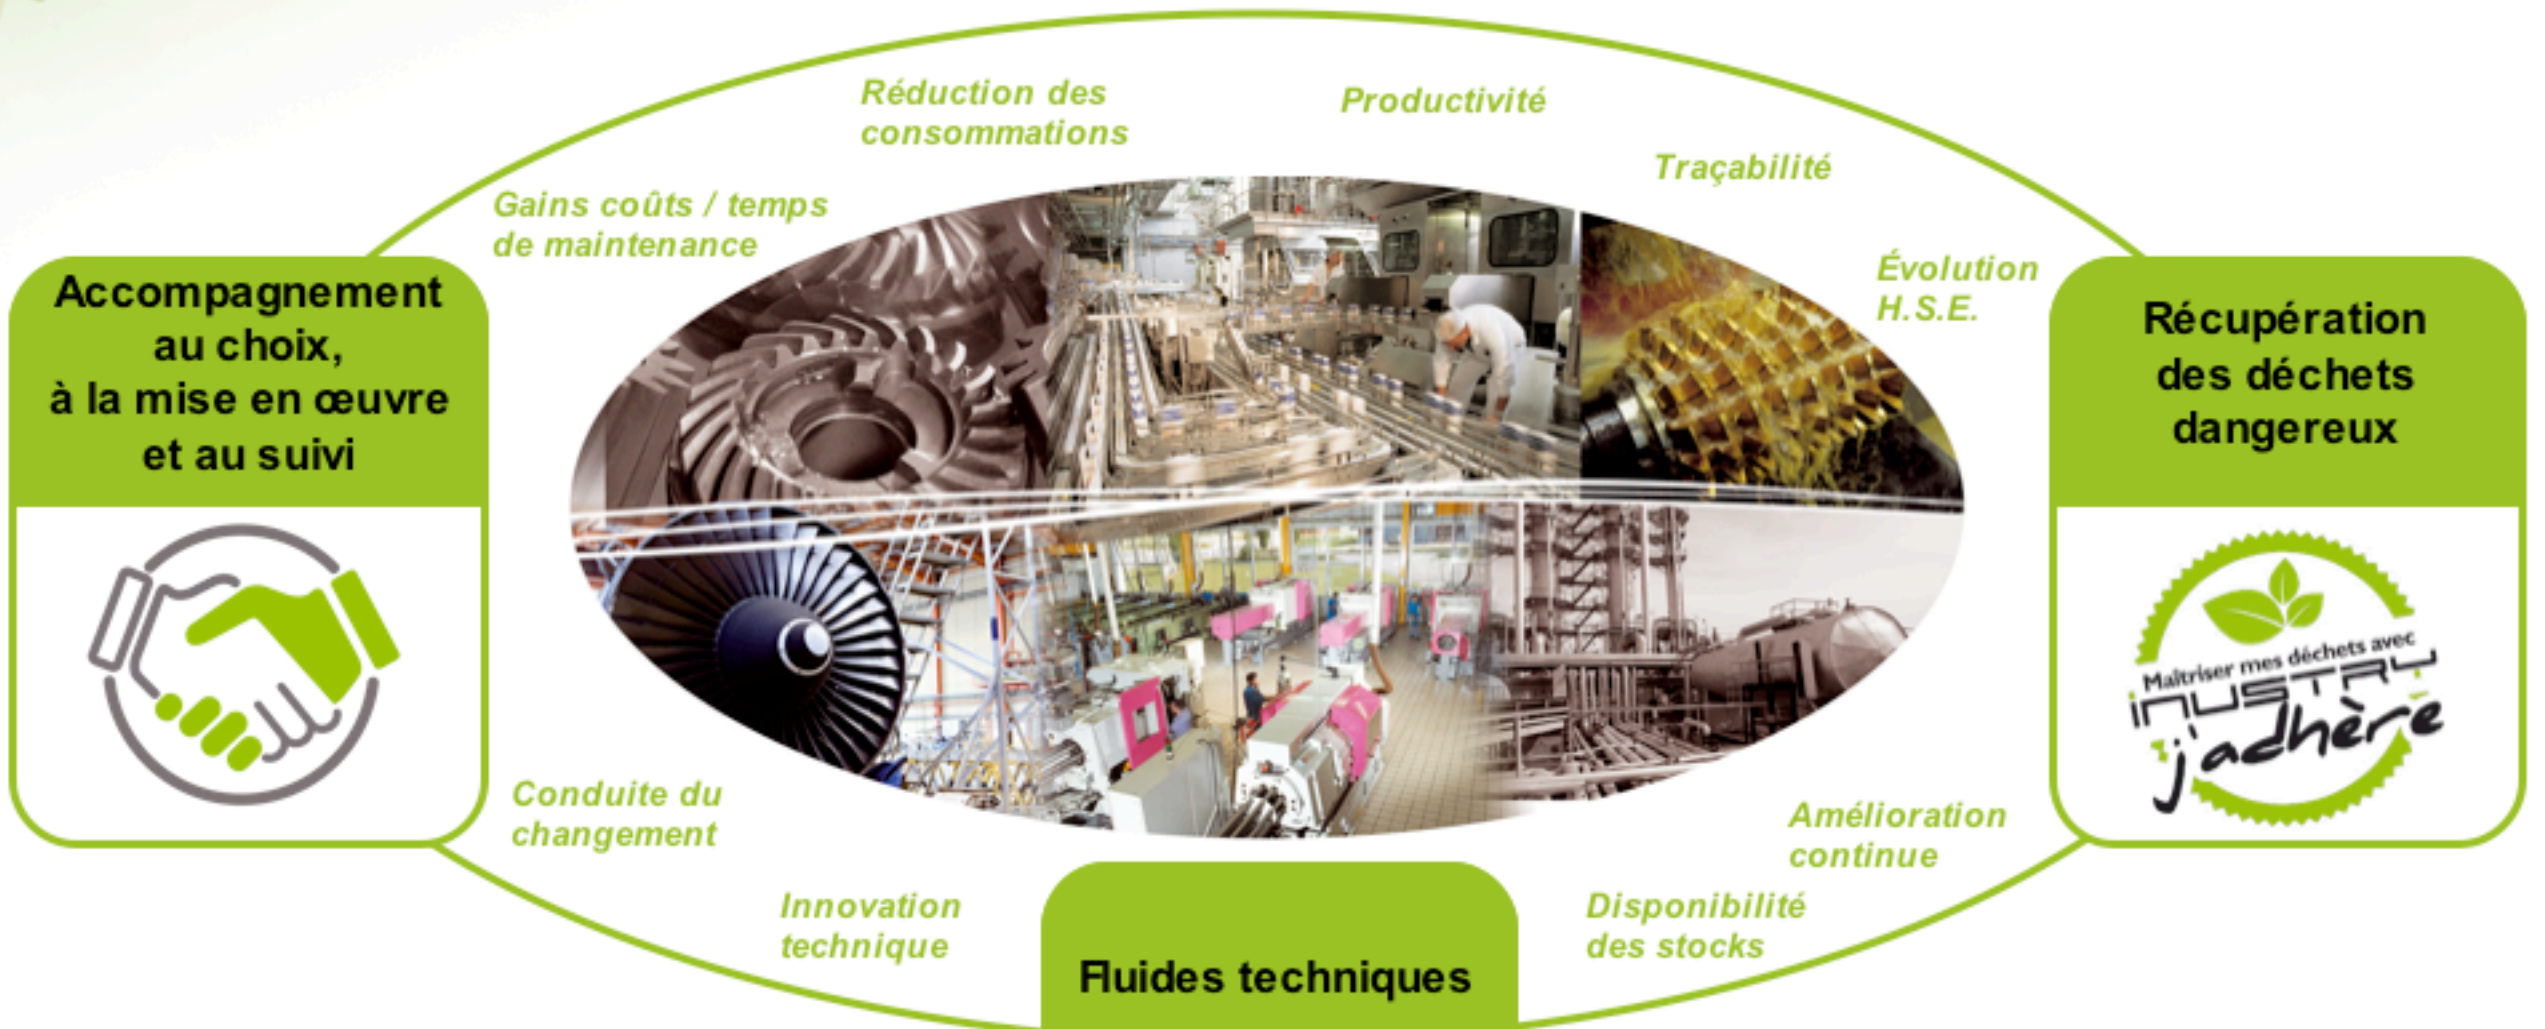 Réduction des
consommations
Productivité
Traçabilité
Gains coûts / temps
de maintenance
Évolution
H.S.E.
Accompagnement
au choix,
à la mise en œuvre
et au suivi
Récupération
des déchets
dangereux
Maîtriser mes déchets avec
inustry
j'adhère
Conduite du
changement
Amélioration
continue
Innovation
technique
Disponibilité
des stocks
Fluides techniques